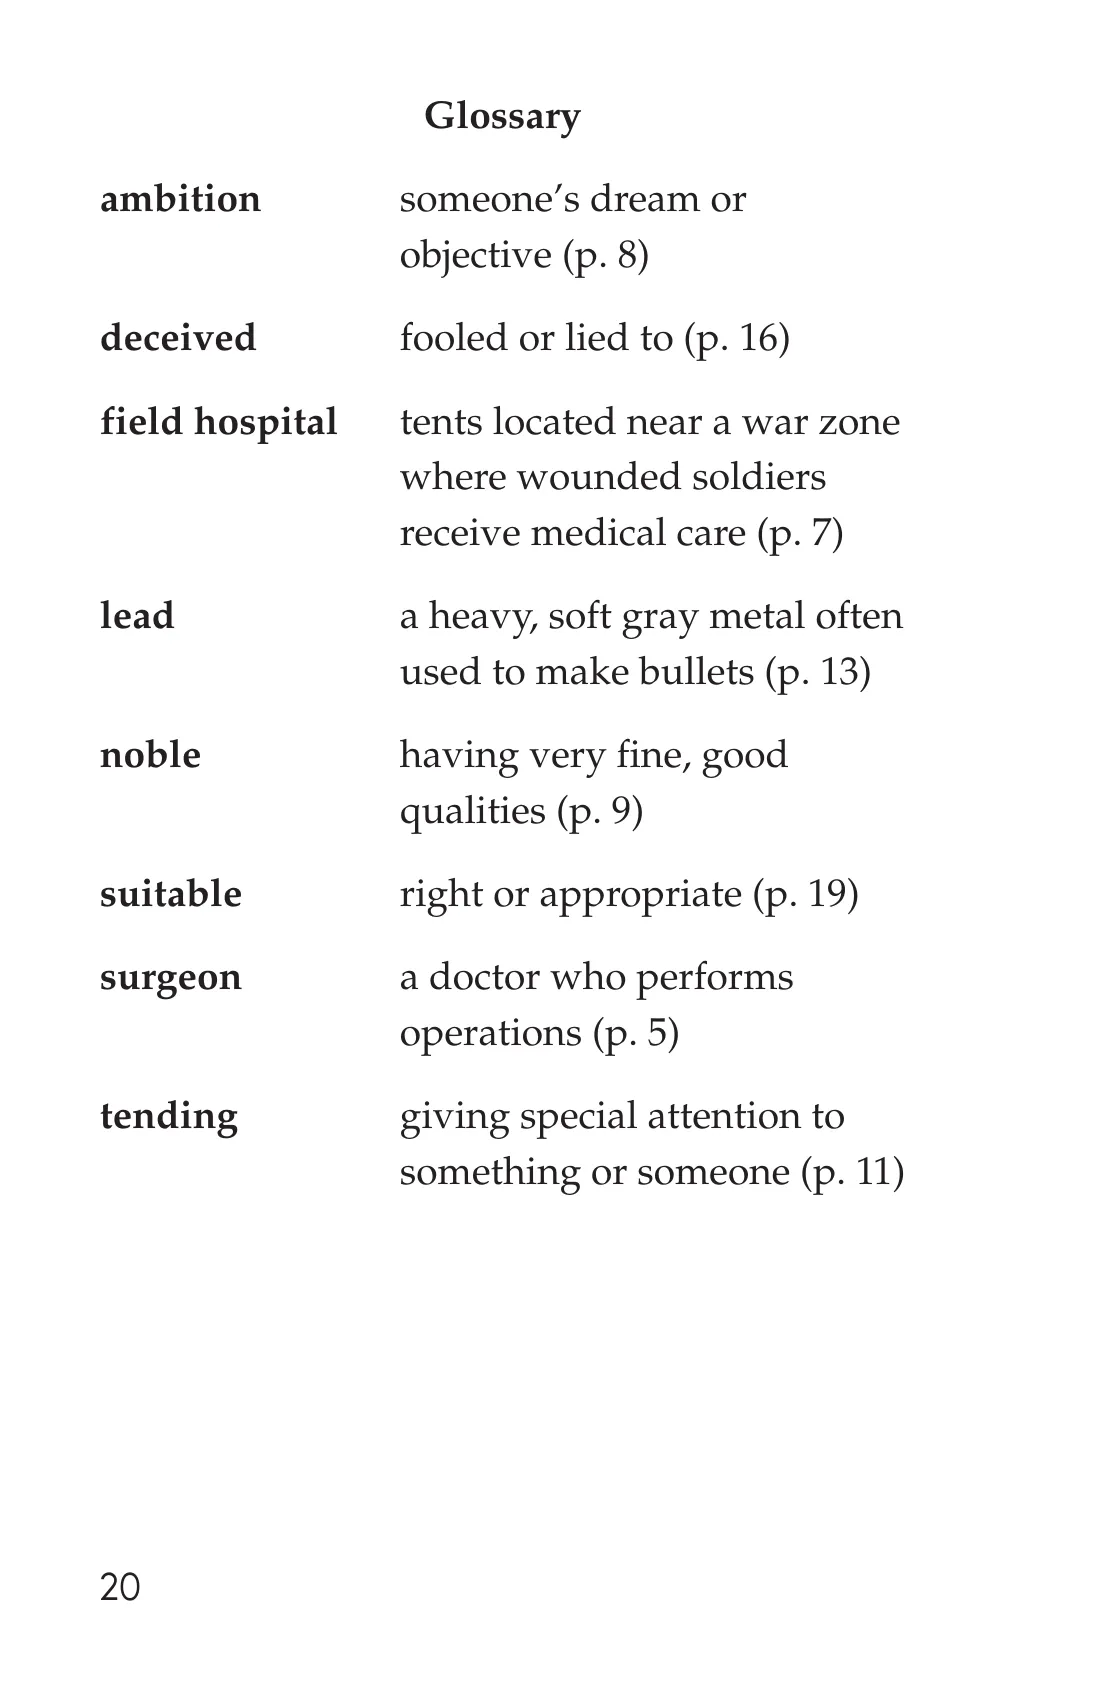 Glossary
ambition someone’s dream or
objective (p. 8)
deceived fooled or lied to (p. 16)
field hospital tents located near a war zone
where wounded soldiers
receive medical care (p. 7)
lead a heavy, soft gray metal often
used to make bullets (p. 13)
noble having very fine, good
qualities (p. 9)
suitable right or appropriate (p. 19)
surgeon a doctor who performs
operations (p. 5)
tending giving special attention to
something or someone (p. 11)
20